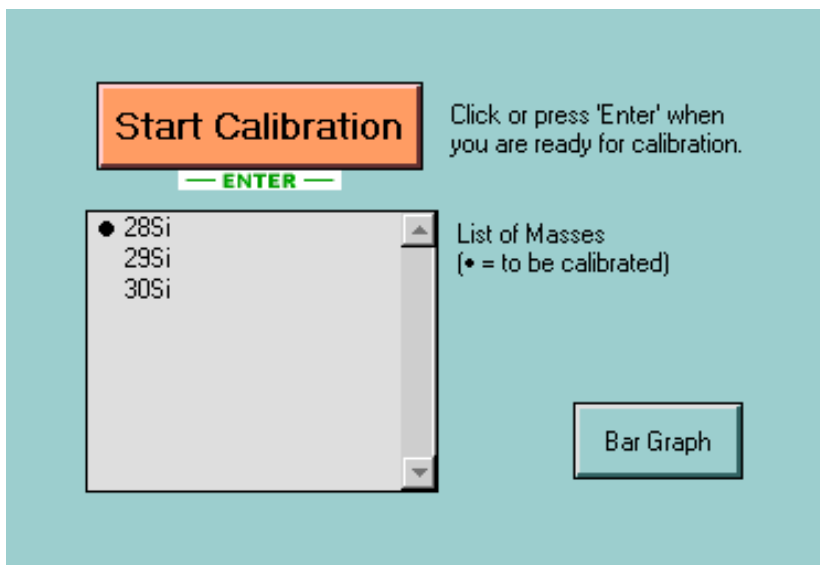 Start Calibration
Click or press 'Enter' when
you are ready for calibration.
— ENTER —
● 28Si
29Si
30Si
List of Masses
(• = to be calibrated)
Bar Graph